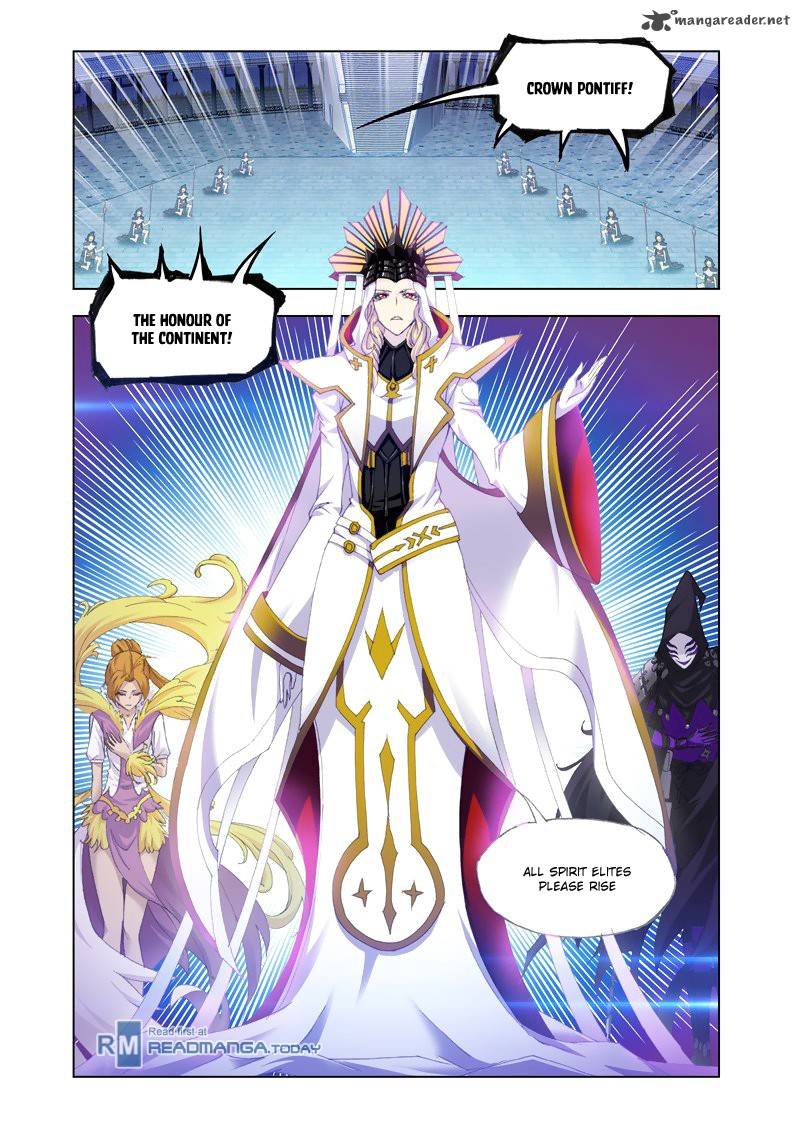 mangareader.net
CROWN PONTIFF!
THE HONOUR OF
THE CONTINENT!
ALL SPIRIT ELITES
PLEASE RISE
RM
Read first at
READMANGA.TODAY